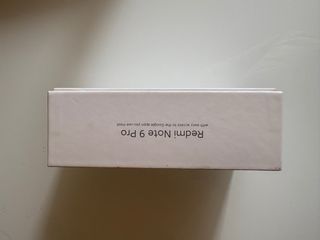 Redmi Note 9 Pro
with easy access to the Google apps you use most